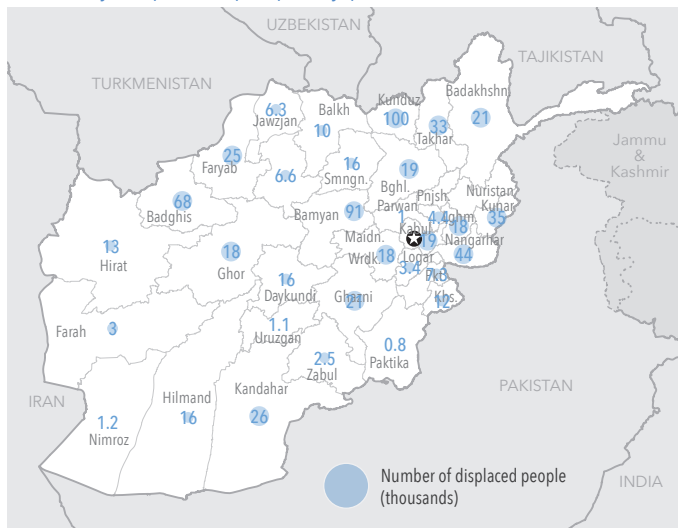 UZBEKISTAN
TAJIKISTAN
TURKMENISTAN
Badakhshn.
21
Kunduz
100
Balkh
10
6.3
Jawzjan
33
Takhar
Jammu
&
Kashmir
25
Faryab
6.6
16
Smngn.
19
Bghl.
Pnjsh.
Nuristan
Kunar
35
68
Badghis
Bamyan
91
Parwan
1
4.4
Lghm.
18
Kabul
19
Nangarhar
44
13
Hirat
18
Ghor
Maidn.
Wrdk.
18
Logar
3.4
7.3
Pkt.
12
Khs.
16
Daykundi
Ghazni
21
Farah
3
1.1
Uruzgan
0.8
Paktika
2.5
Zabul
IRAN
PAKISTAN
1.2
Nimroz
Hilmand
16
Kandahar
26
Number of displaced people
(thousands)
INDIA